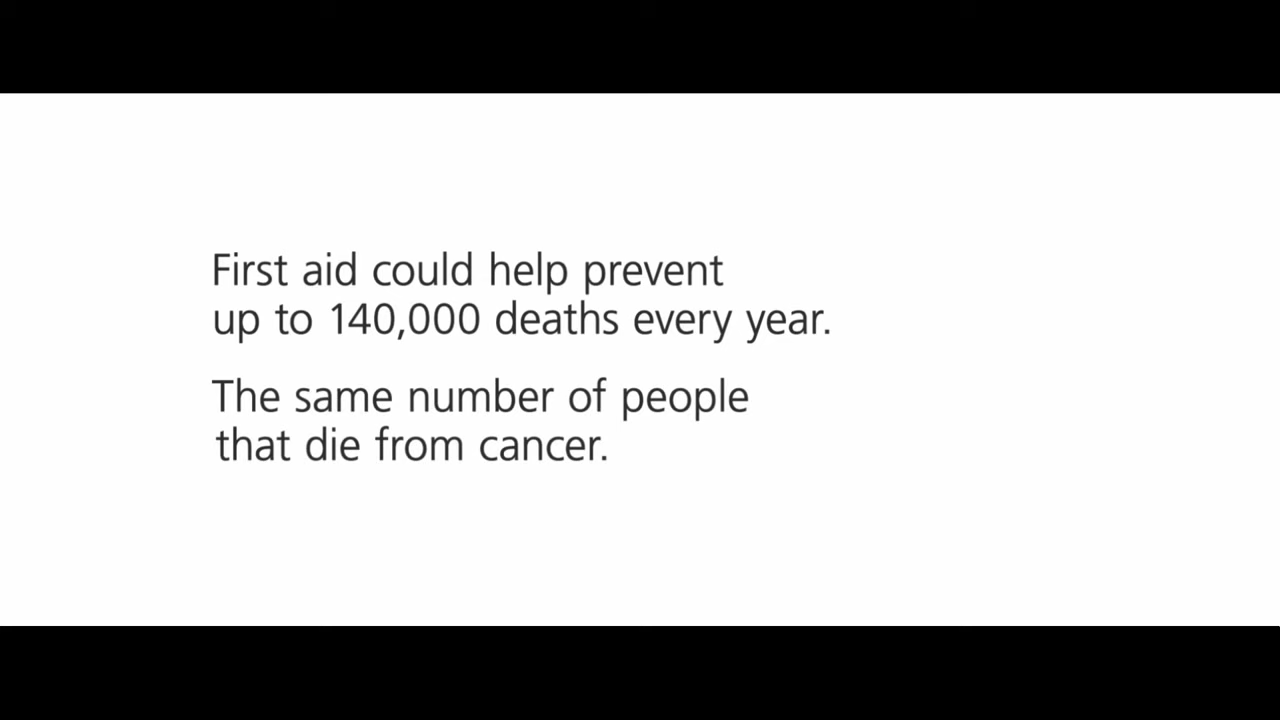 First aid could help prevent
up to 140,000 deaths every year.
The same number of people
that die from cancer.